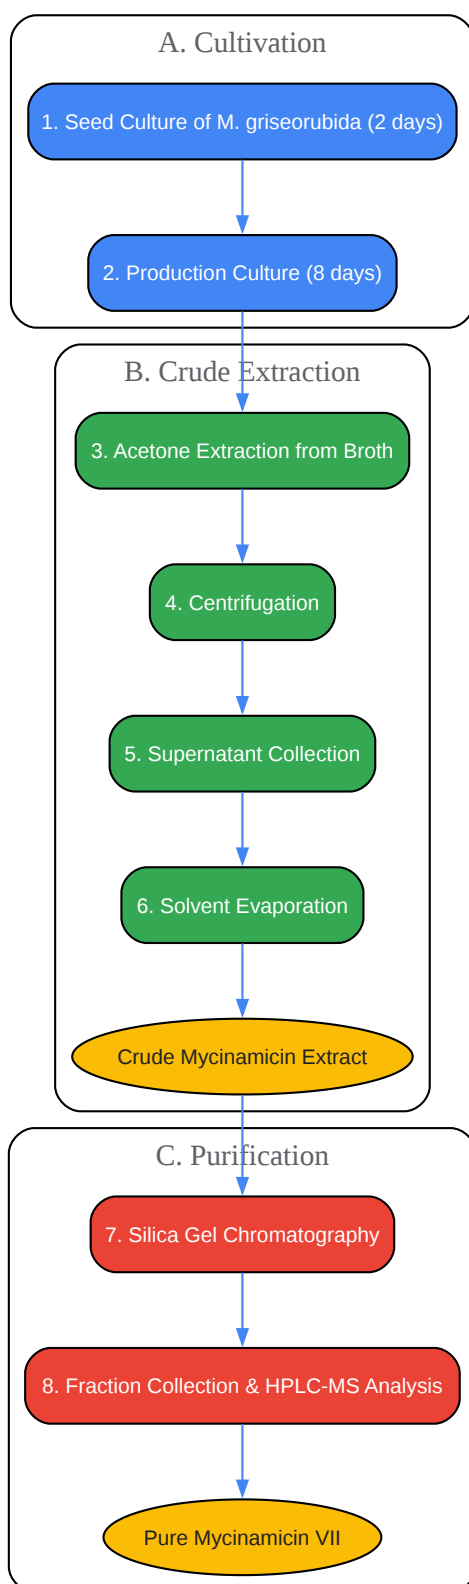 A. Cultivation
1. Seed Culture of M. griseorubida (2 days)
2. Production Culture (8 days)
B. Crude Extraction
3. Acetone Extraction from Broth
4. Centrifugation
5. Supernatant Collection
6. Solvent Evaporation
Crude Mycinamicin Extract
C. Purification
7. Silica Gel Chromatography
8. Fraction Collection & HPLC-MS Analysis
Pure Mycinamicin VII